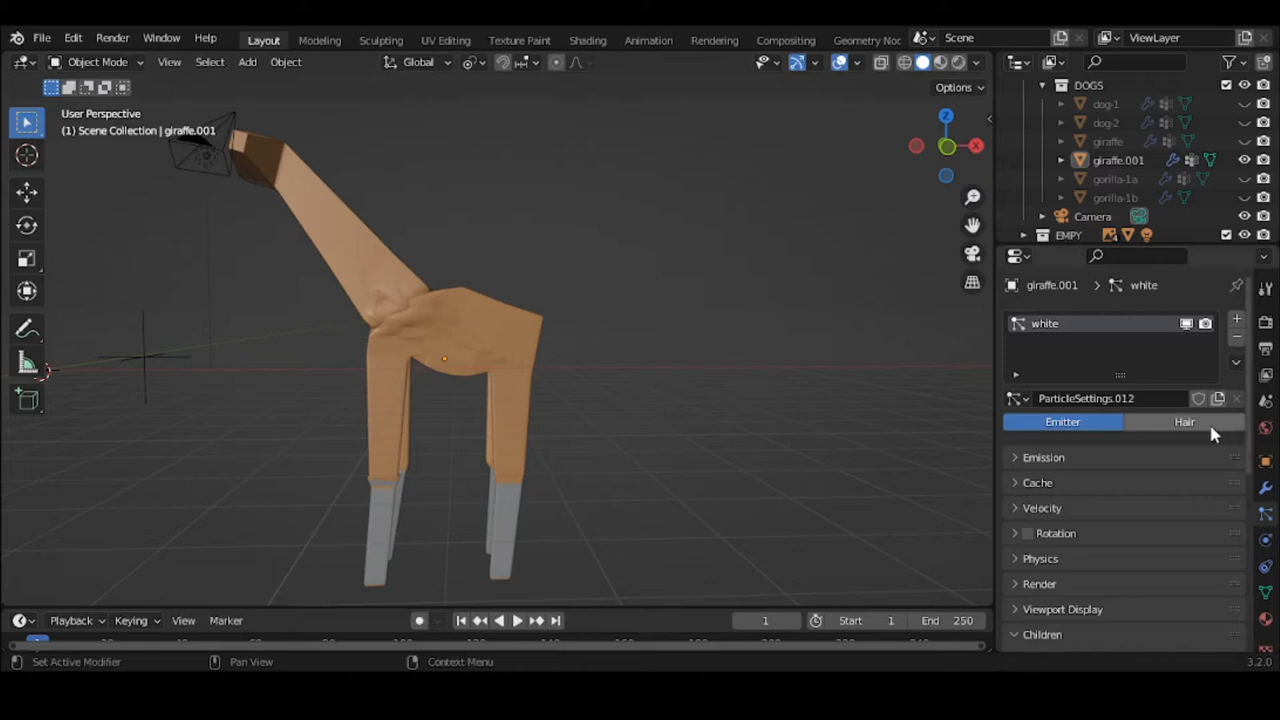 File Edit Render Window Help Layout Modeling Sculpting UV Editing Texture Paint Shading Animation Rendering Compositing Geometry Noc Scene ViewLayer
Object Mode View Select Add Object Global
Options
User Perspective
(1) Scene Collection | giraffe.001
Z
X
DOGS
dog-1
dog-2
giraffe
giraffe.001
gorilla-1a
gorilla-1b
Camera
EMPY 4
giraffe.001 > white
white
ParticleSettings.012
Emitter Hair
Emission
Cache
Velocity
Rotation
Physics
Render
Viewport Display
Children
Playback Keying View Marker 1 Start 1 End 250
Set Active Modifier Pan View Context Menu 3.2.0